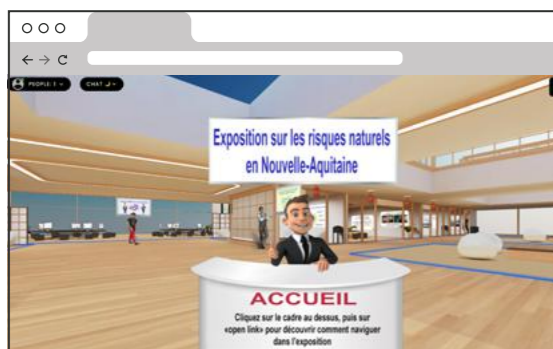 PEOPLE: 1
CHAT
Exposition sur les risques naturels
en Nouvelle-Aquitaine
ACCUEIL
Cliquez sur le cadre au dessus, puis sur
«open link» pour découvrir comment naviguer
dans l'exposition